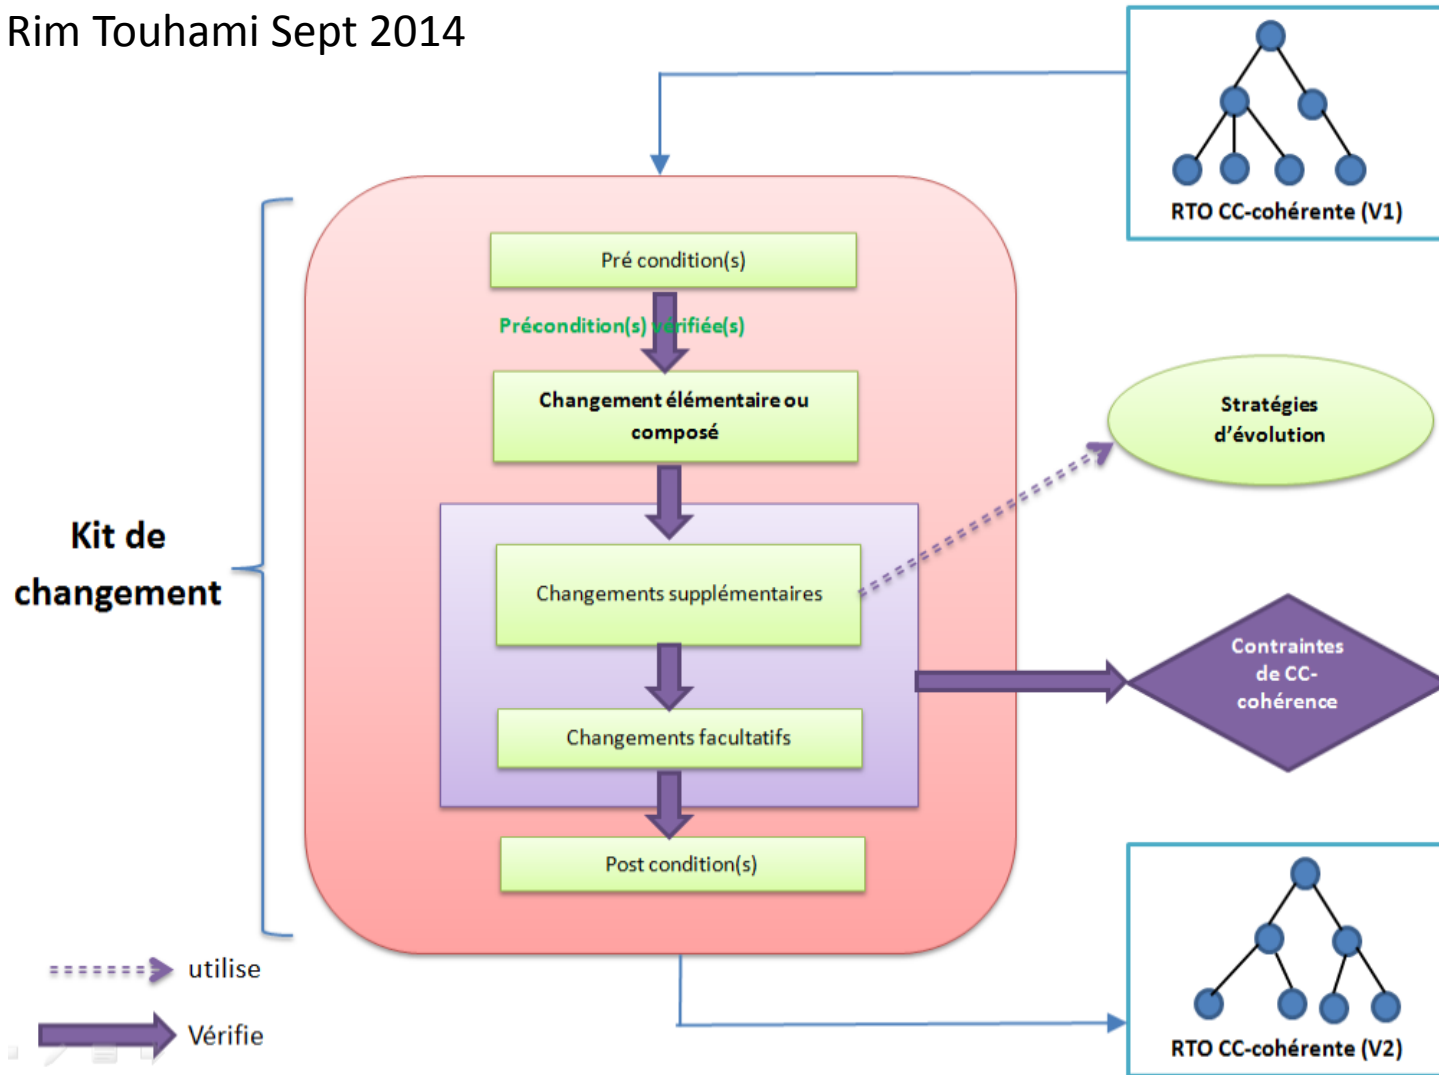 Rim Touhami Sept 2014
RTO CC-cohérente (V1)
Pré condition(s)
Précondition(s) vérifiée(s)
Changement élémentaire ou
composé
Stratégies
d'évolution
Kit de
changement
Changements supplémentaires
Contraintes
de CC-
cohérence
Changements facultatifs
Post condition(s)
utilise
Vérifie
RTO CC-cohérente (V2)